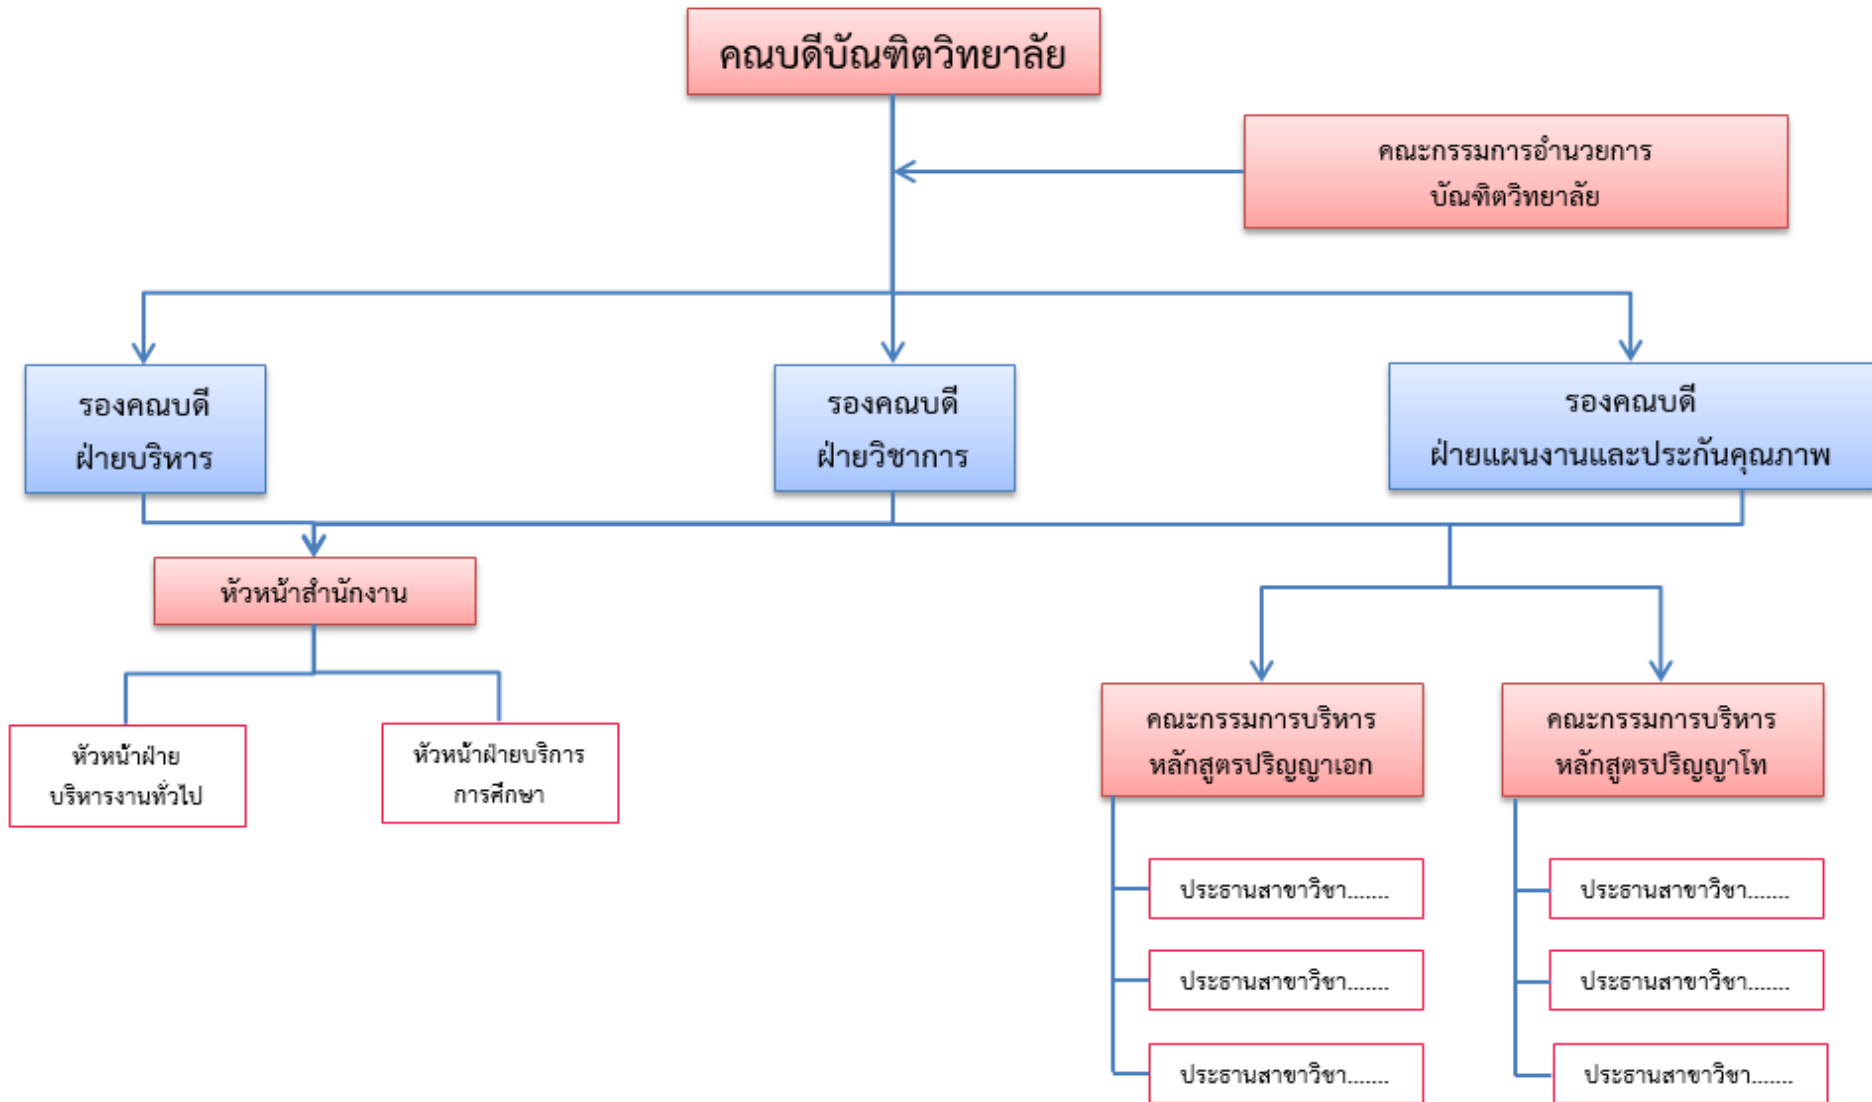 คณบดีบัณฑิตวิทยาลัย
คณะกรรมการอำนวยการ
บัณฑิตวิทยาลัย
รองคณบดี
ฝ่ายบริหาร
รองคณบดี
ฝ่ายวิชาการ
รองคณบดี
ฝ่ายแผนงานและประกันคุณภาพ
หัวหน้าสำนักงาน
หัวหน้าฝ่าย
บริหารงานทั่วไป
หัวหน้าฝ่ายบริการ
การศึกษา
คณะกรรมการบริหาร
หลักสูตรปริญญาเอก
ประธานสาขาวิชา.......
ประธานสาขาวิชา.......
ประธานสาขาวิชา.......
คณะกรรมการบริหาร
หลักสูตรปริญญาโท
ประธานสาขาวิชา.......
ประธานสาขาวิชา.......
ประธานสาขาวิชา.......